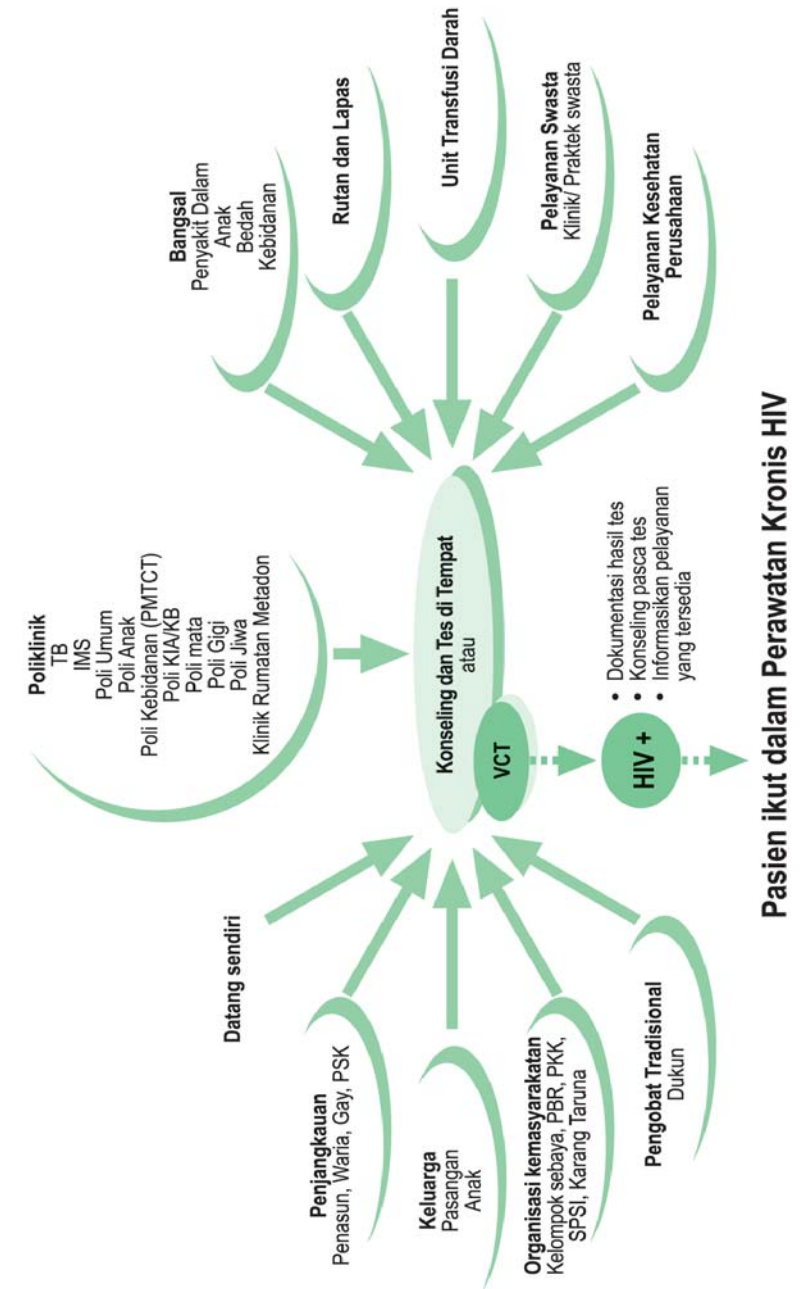 Poliklinik
TB
IMS
Poli Umum
Poli Anak
Poli Kebidanan (PMTCT)
Poli KIA/KB
Poli mata
Poli Gigi
Poli Jiwa
Klinik Rumatan Metadon
Datang sendiri
Penjangkauan
Penasun, Waria, Gay, PSK
Keluarga
Pasangan
Anak
Organisasi kemasyarakatan
Kelompok sebaya, PBR, PKK,
SPSI, Karang Taruna
Pengobat Tradisional
Dukun
Bangsal
Penyakit Dalam
Anak
Bedah
Kebidanan
Rutan dan Lapas
Unit Transfusi Darah
Pelayanan Swasta
Klinik/ Praktek swasta
Pelayanan Kesehatan
Perusahaan
Konseling dan Tes di Tempat
atau
VCT
HIV +
• Dokumentasi hasil tes
• Konseling pasca tes
• Informasikan pelayanan
yang tersedia
Pasien ikut dalam Perawatan Kronis HIV